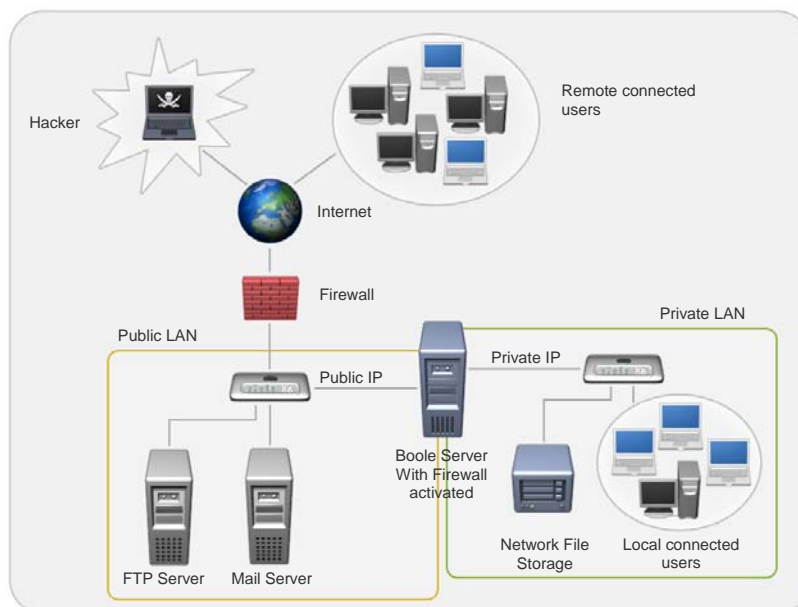 Hacker
Remote connected
users
Internet
Firewall
Public LAN
Private LAN
Public IP
Private IP
Boole Server
With Firewall
activated
FTP Server
Mail Server
Network File
Storage
Local connected
users